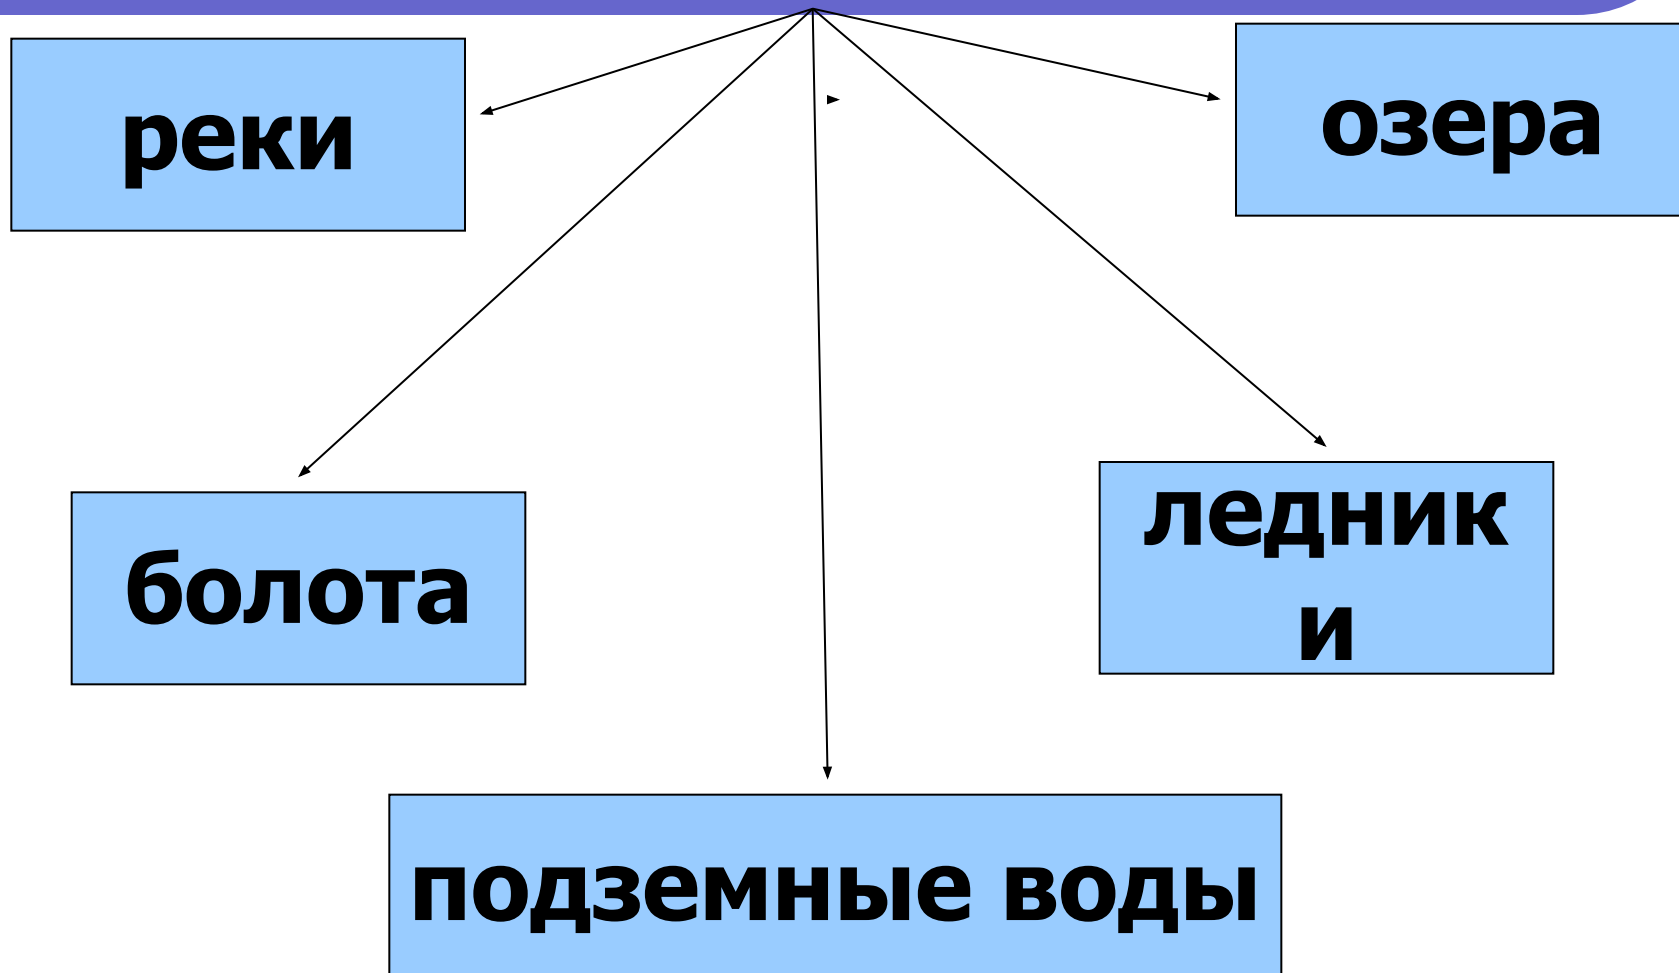 реки
озера
болота
ледник
и
подземные воды